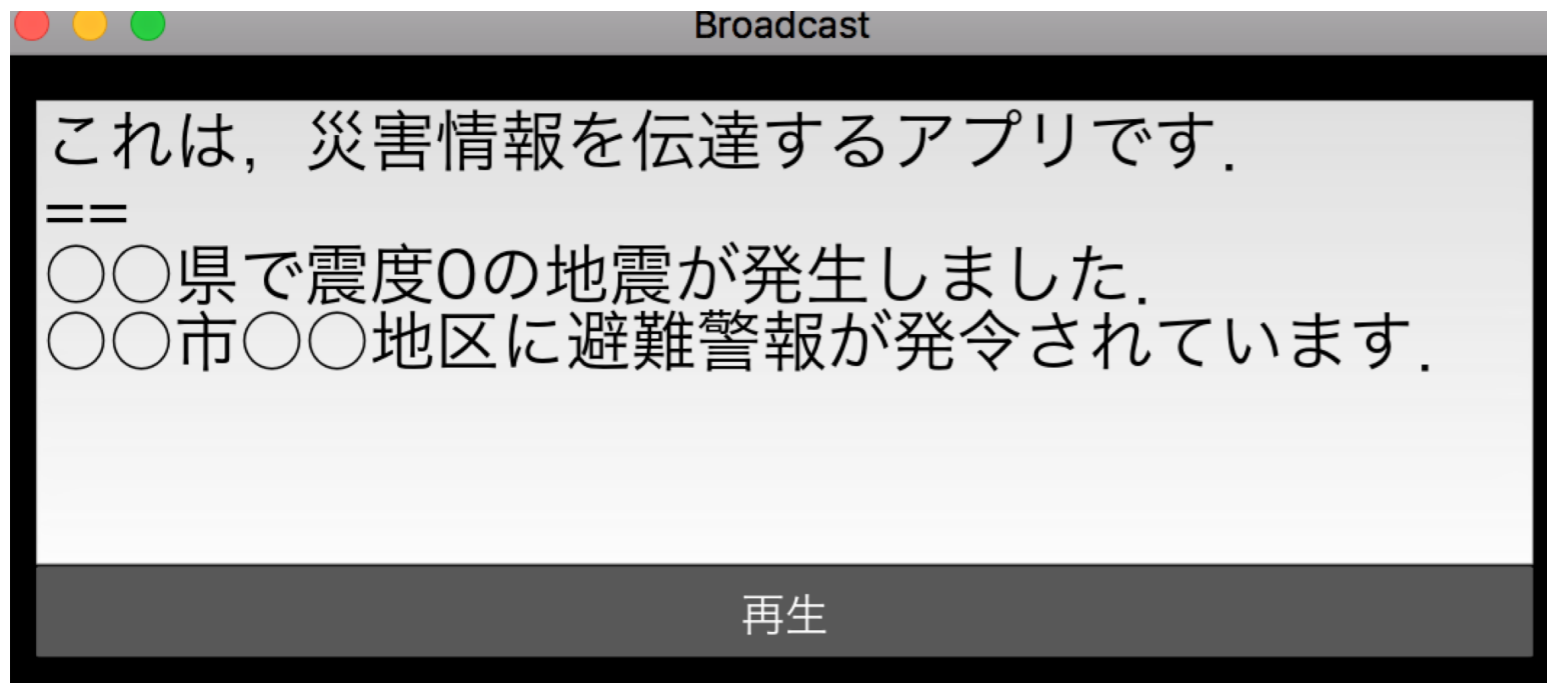 Broadcast
これは，災害情報を伝達するアプリです．
==
○○県で震度0の地震が発生しました．
○○市○○地区に避難警報が発令されています．
再生